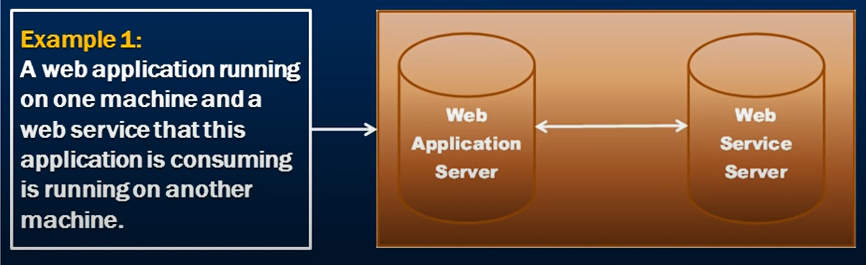 Example 1:
A web application running
on one machine and a
web service that this
application is consuming
is running on another
machine.
Web
Application
Server
Web
Service
Server